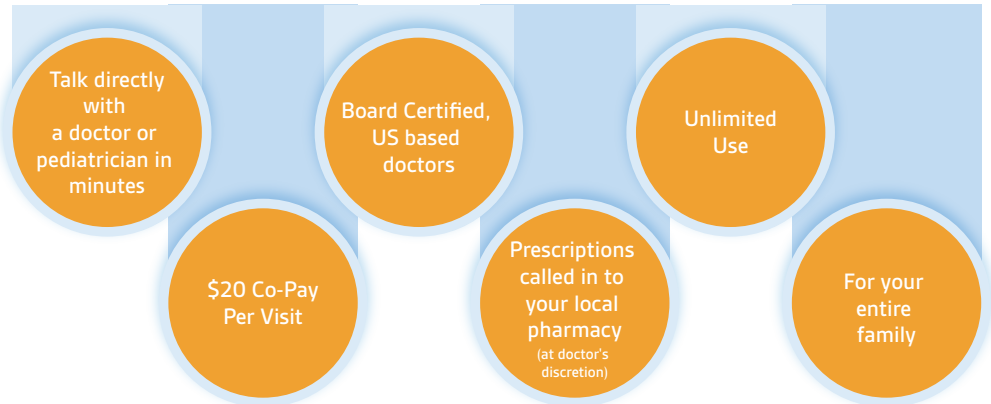 Talk directly
with
a doctor or
pediatrician in
minutes
$20 Co-Pay
Per Visit
Board Certified,
US based
doctors
Prescriptions
called in to
your local
pharmacy
(at doctor's
discretion)
Unlimited
Use
For your
entire
family